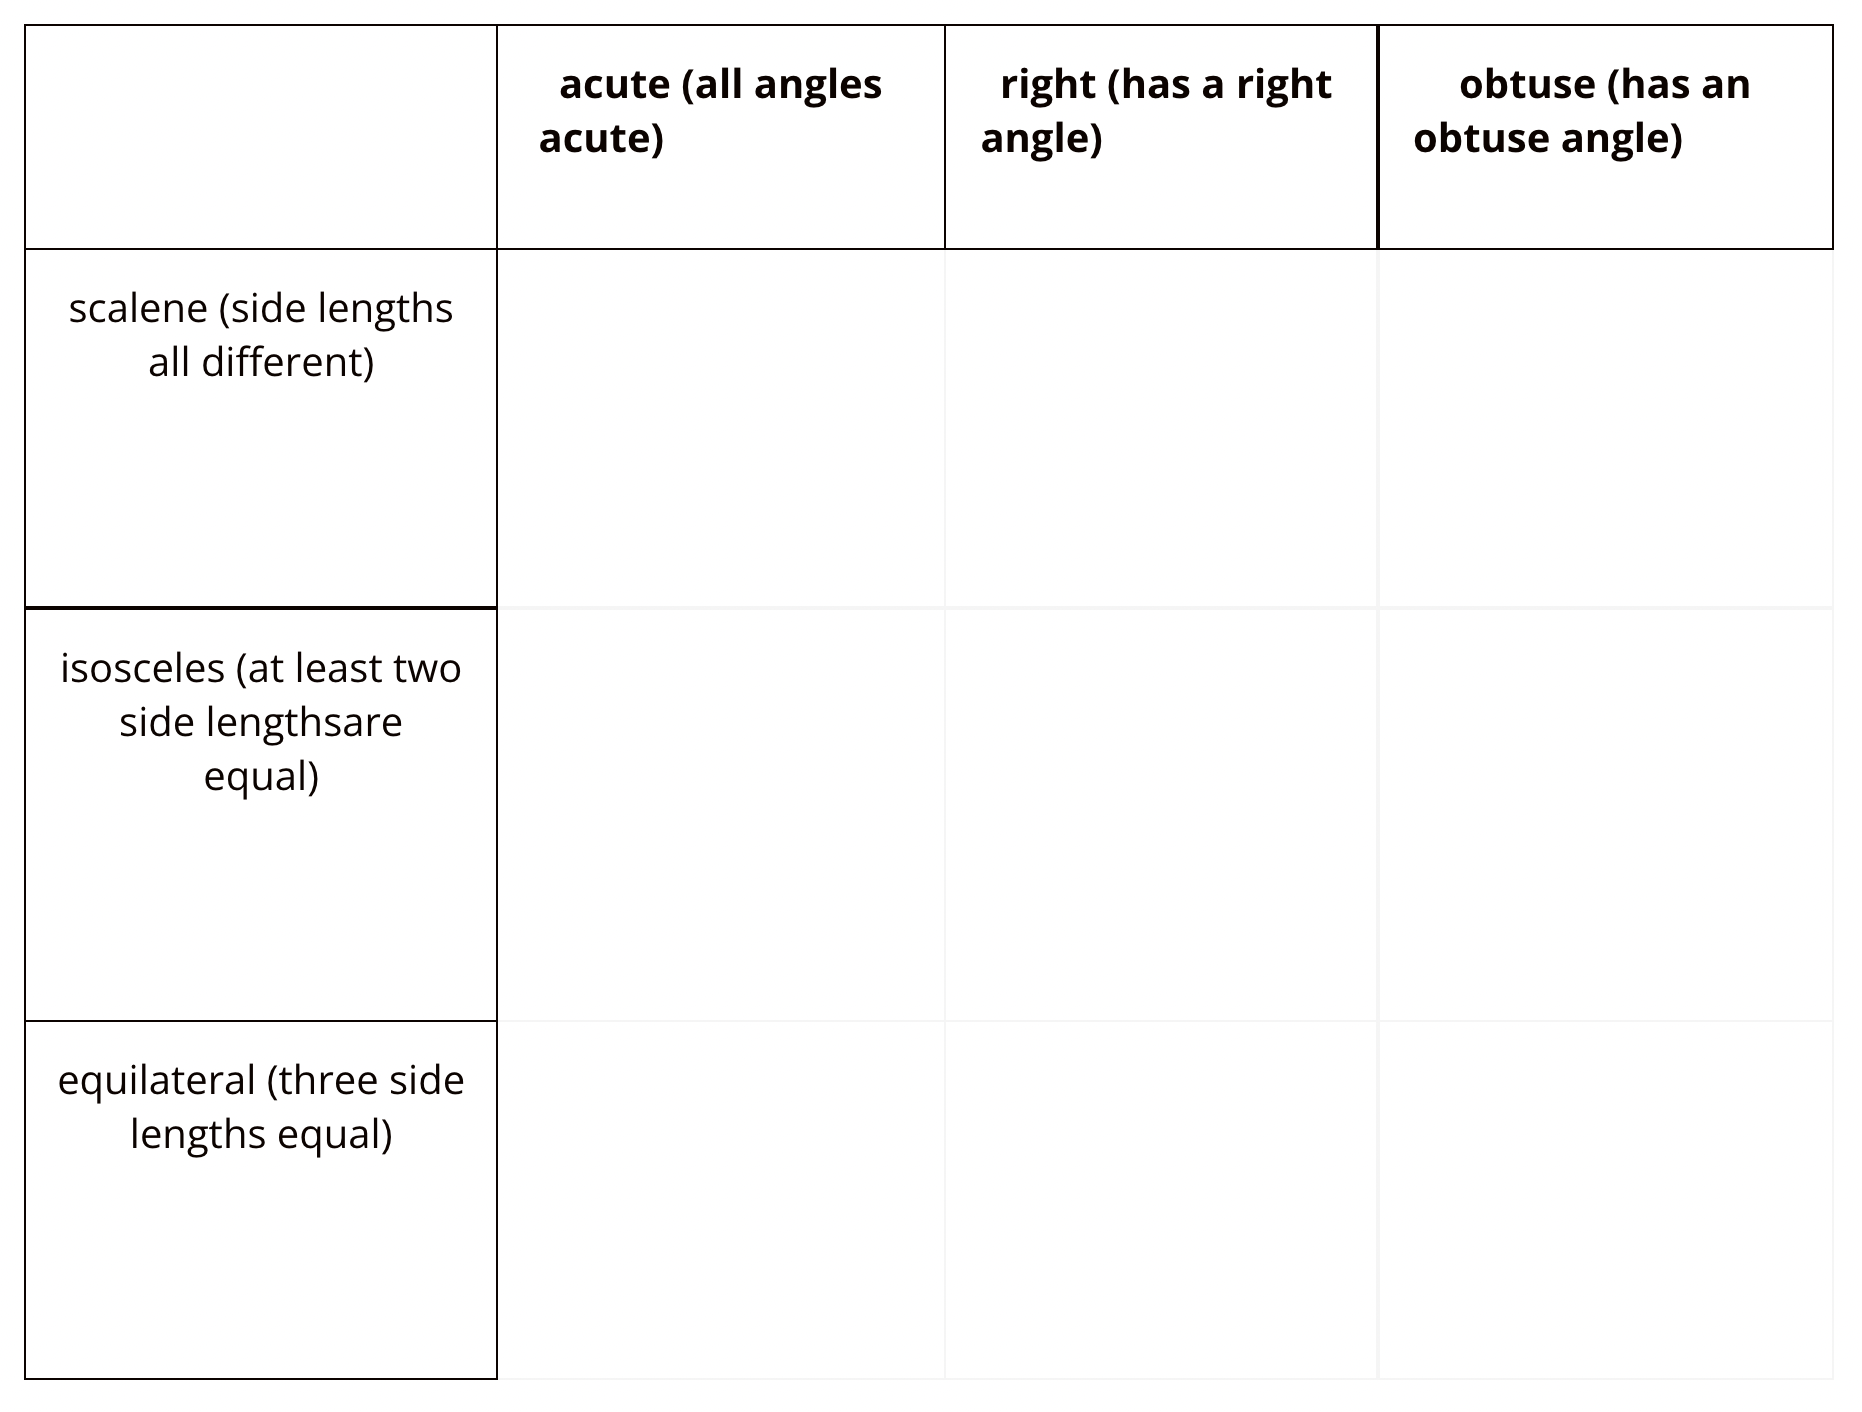 acute (all angles
acute)
right (has a right
angle)
obtuse (has an
obtuse angle)
scalene (side lengths
all different)
isosceles (at least two
side lengthsare
equal)
equilateral (three side
lengths equal)